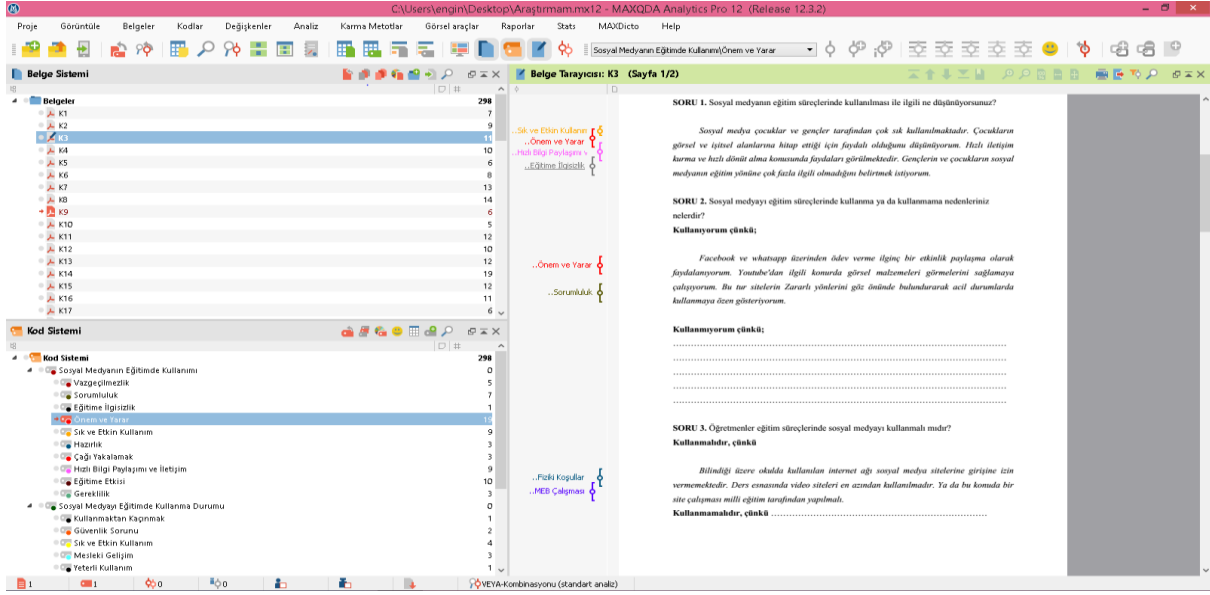 C:\Users\engin\Desktop\Araştırmam.mx12 - MAXQDA Analytics Pro 12 (Release 12.3.2)
Proje Görüntüle Belgeler Kodlar Değişkenler Analiz Karma Metotlar Görsel araçlar Raporlar Stats MAXDicto Help
Sosyal Medyanın Eğitimde Kullanımı\Önem ve Yarar
Belge Sistemi
Belgeler 298
K1 7
K2 9
K3 11
K4 10
K5 6
K6 8
K7 13
K8 14
K9 6
K10 5
K11 12
K12 10
K13 12
K14 19
K15 12
K16 11
K17 6
Kod Sistemi
Kod Sistemi 298
Sosyal Medyanın Eğitimde Kullanımı 0
Vazgeçilmezlik 5
Sorumluluk 7
Eğitime İlgisizlik 1
Önem ve Yarar 19
Sık ve Etkin Kullanım 9
Hazırlık 3
Çağı Yakalamak 3
Hızlı Bilgi Paylaşımı ve İletişim 9
Eğitime Etkisi 10
Gereklilik 3
Sosyal Medyayı Eğitimde Kullanma Durumu 0
Kullanmaktan Kaçınmak 1
Güvenlik Sorunu 2
Sık ve Etkin Kullanım 4
Mesleki Gelişim 3
Yeterli Kullanım 1
Belge Tarayıcısı: K3 (Sayfa 1/2)
..Sık ve Etkin Kullanın
..Önem ve Yarar
..Hızlı Bilgi Paylaşımı v
..Eğitime İlgisizlik
..Önem ve Yarar
..Sorumluluk
..Fiziki Koşullar
..MEB Çalışması
SORU 1. Sosyal medyanın eğitim süreçlerinde kullanılması ile ilgili ne düşünüyorsunuz?
Sosyal medya çocuklar ve gençler tarafından çok sık kullanılmaktadır. Çocukların
görsel ve işitsel alanlarına hitap ettiği için faydalı olduğunu düşünüyorum. Hızlı iletişim
kurma ve hızlı dönüt alma konusunda faydaları görülmektedir. Gençlerin ve çocukların sosyal
medyanın eğitim yönüne çok fazla ilgili olmadığını belirtmek istiyorum.
SORU 2. Sosyal medyayı eğitim süreçlerinde kullanma ya da kullanmama nedenleriniz
nelerdir?
Kullanıyorum çünkü;
Facebook ve whatsapp üzerinden ödev verme ilginç bir etkinlik paylaşma olarak
faydalanıyorum. Youtube'dan ilgili konurda görsel malzemeleri görmelerini sağlamaya
çalışıyorum. Bu tur sitelerin Zararlı yönlerini göz önünde bulundurarak acil durumlarda
kullanmaya özen gösteriyorum.
Kullanmıyorum çünkü;
………………………………………………………………………………………
………………………………………………………………………………………
………………………………………………………………………………………
………………………………………………………………………………………
………………………………………………………………………………………
SORU 3. Öğretmenler eğitim süreçlerinde sosyal medyayı kullanmalı mıdır?
Kullanmalıdır, çünkü
Bilindiği üzere okulda kullanılan internet ağı sosyal medya sitelerine girişine izin
vermemektedir. Ders esnasında video siteleri en azından kullanılmadır. Ya da bu konuda bir
site çalışması milli eğitim tarafından yapılmalı.
Kullanmamalıdır, çünkü ………………………………………………………
1 1 0 0 VEYA-Kombinasyonu (standart analiz)